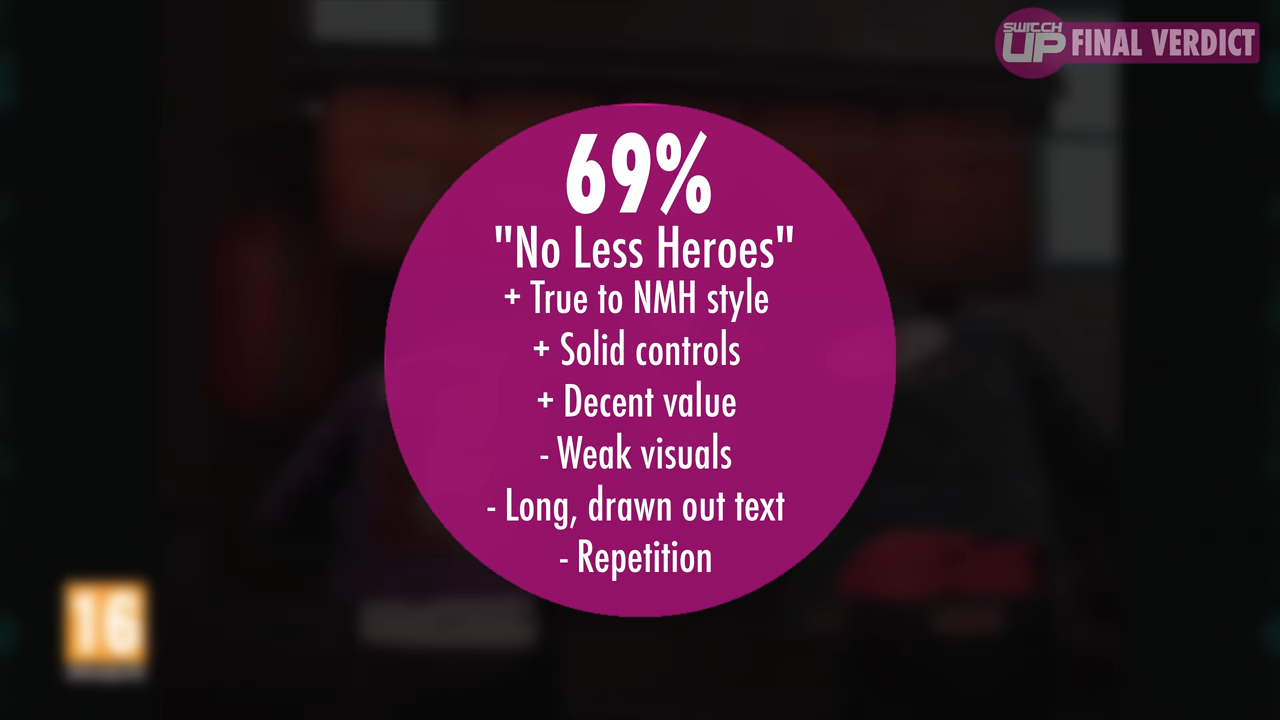 SWITCH UP FINAL VERDICT
69%
"No Less Heroes"
+ True to NMH style
+ Solid controls
+ Decent value
- Weak visuals
- Long, drawn out text
- Repetition
16